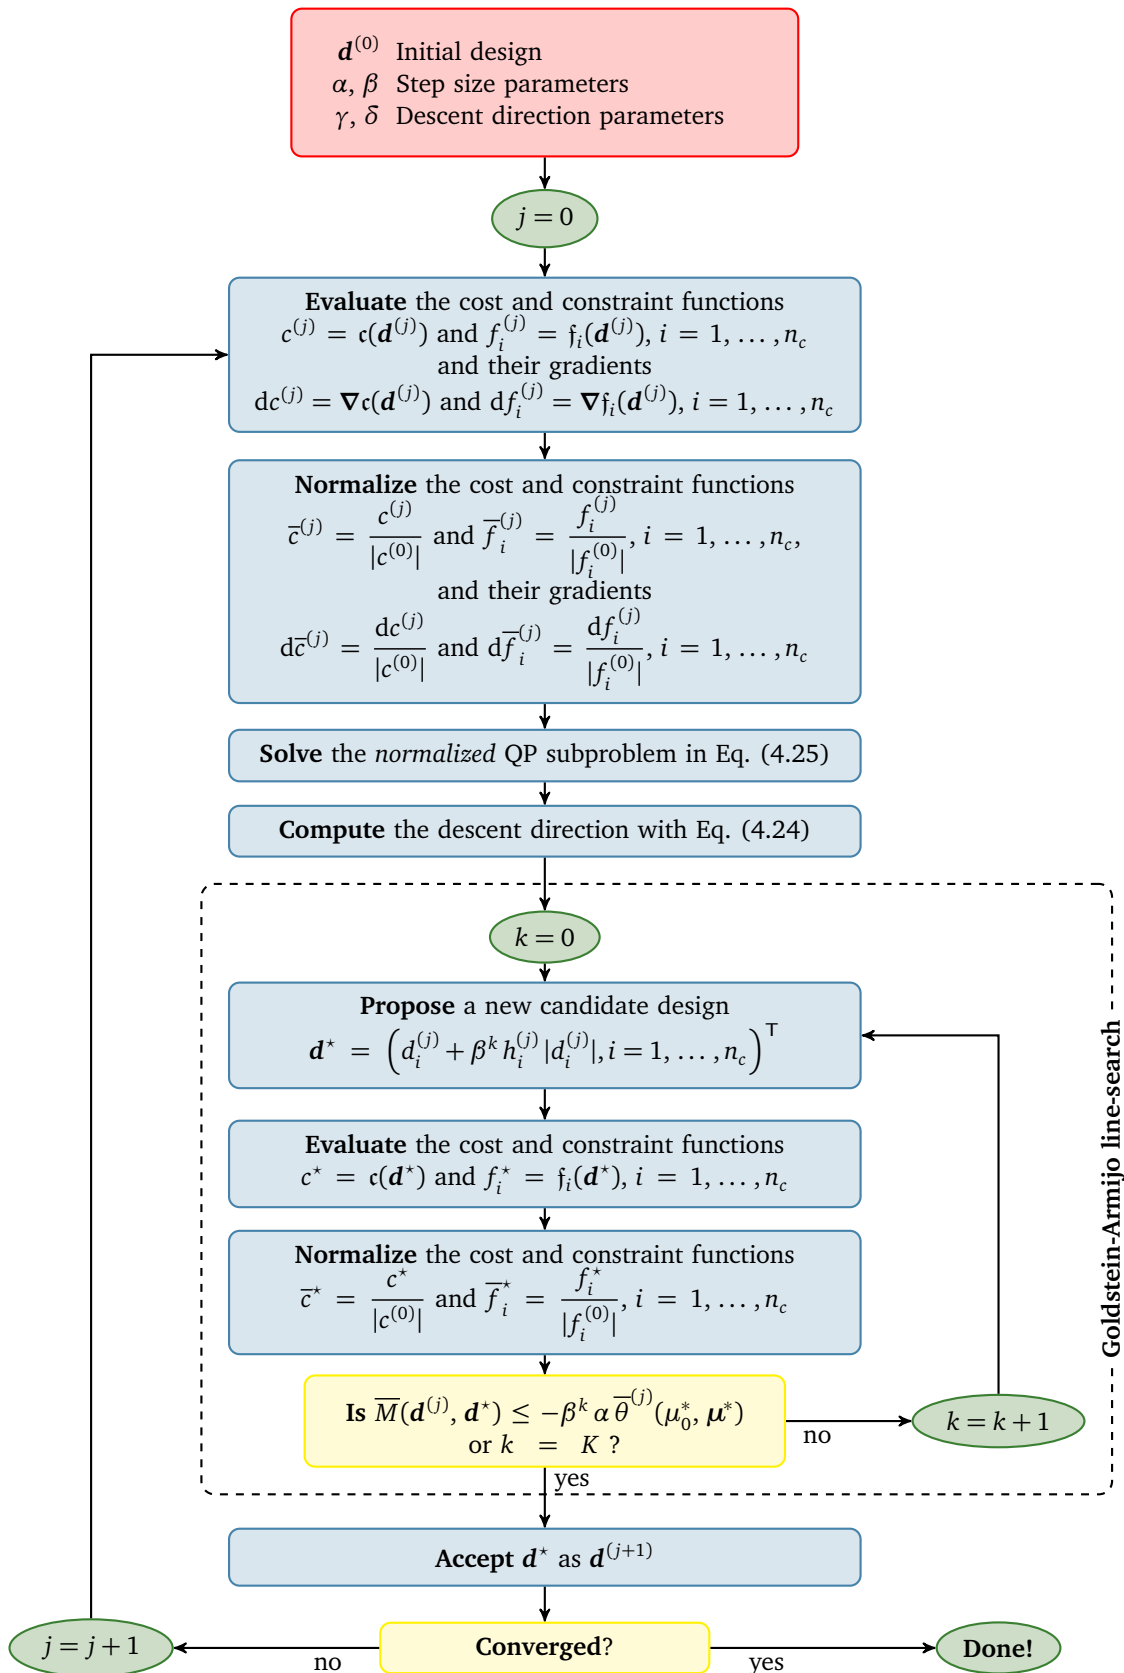 d^(0) Initial design
α, β Step size parameters
γ, δ Descent direction parameters
j = 0
Evaluate the cost and constraint functions
c^(j) = 𝔠(d^(j)) and f_i^(j) = 𝔣_i(d^(j)), i = 1, ..., n_c
and their gradients
dc^(j) = ∇𝔠(d^(j)) and df_i^(j) = ∇𝔣_i(d^(j)), i = 1, ..., n_c
Normalize the cost and constraint functions
c̅^(j) = c^(j) / |c^(0)| and f̅_i^(j) = f_i^(j) / |f_i^(0)|, i = 1, ..., n_c,
and their gradients
dc̅^(j) = dc^(j) / |c^(0)| and df̅_i^(j) = df_i^(j) / |f_i^(0)|, i = 1, ..., n_c
Solve the normalized QP subproblem in Eq. (4.25)
Compute the descent direction with Eq. (4.24)
k = 0
Propose a new candidate design
d^⋆ = (d_i^(j) + β^k h_i^(j) |d_i^(j)|, i = 1, ..., n_c)^T
Evaluate the cost and constraint functions
c^⋆ = 𝔠(d^⋆) and f_i^⋆ = 𝔣_i(d^⋆), i = 1, ..., n_c
Normalize the cost and constraint functions
c̅^⋆ = c^⋆ / |c^(0)| and f̅_i^⋆ = f_i^⋆ / |f_i^(0)|, i = 1, ..., n_c
Is M̅(d^(j), d^⋆) ≤ −β^k α θ̅^(j)(μ_0^*, μ^*)
or k = K ?
no
k = k + 1
yes
Goldstein-Armijo line-search
Accept d^⋆ as d^(j+1)
j = j + 1
no
Converged?
yes
Done!